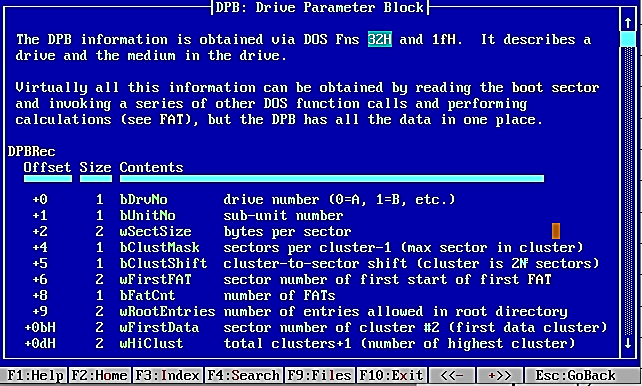 DPB: Drive Parameter Block
The DPB information is obtained via DOS Fns 32H and 1fH. It describes a
drive and the medium in the drive.
Virtually all this information can be obtained by reading the boot sector
and invoking a series of other DOS function calls and performing
calculations (see FAT), but the DPB has all the data in one place.
DPBRec
Offset Size Contents
+0 1 bDrvNo drive number (0=A, 1=B, etc.)
+1 1 bUnitNo sub-unit number
+2 2 wSectSize bytes per sector
+4 1 bClustMask sectors per cluster-1 (max sector in cluster)
+5 1 bClustShift cluster-to-sector shift (cluster is 2ⁿ sectors)
+6 2 wFirstFAT sector number of first start of first FAT
+8 1 bFatCnt number of FATs
+9 2 wRootEntries number of entries allowed in root directory
+0bH 2 wFirstData sector number of cluster #2 (first data cluster)
+0dH 2 wHiClust total clusters+1 (number of highest cluster)
F1:Help F2:Home F3:Index F4:Search F9:Files F10:Exit <<- +>> Esc:GoBack